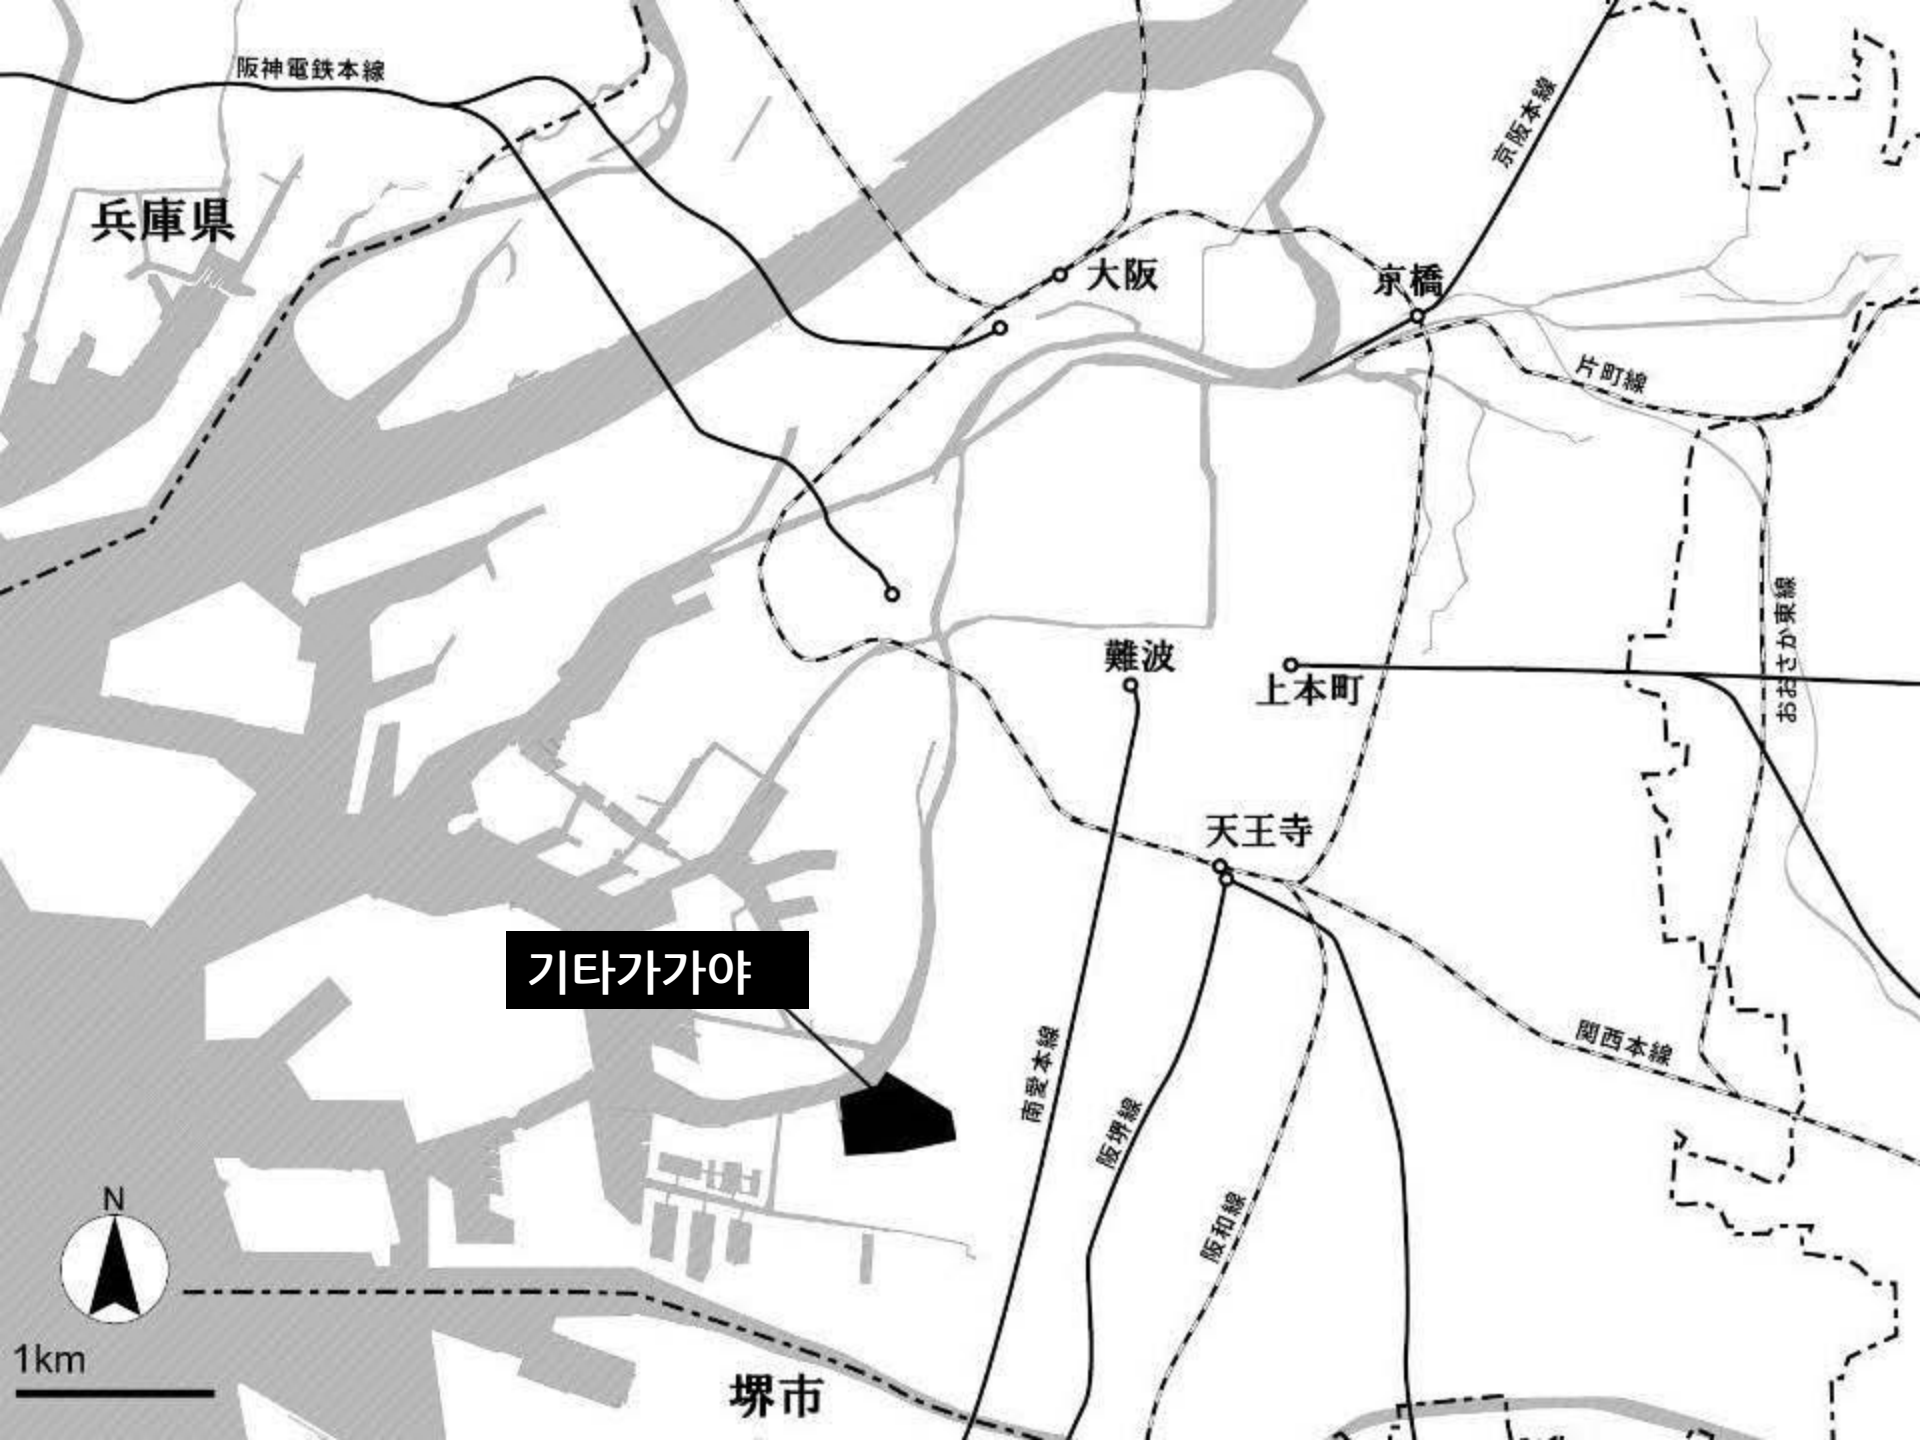 阪神電鉄本線
京阪本線
兵庫県
大阪
京橋
片町線
おおさか東線
難波
上本町
天王寺
기타가가야
南愛本線
阪堺線
関西本線
阪和線
N
1km
堺市